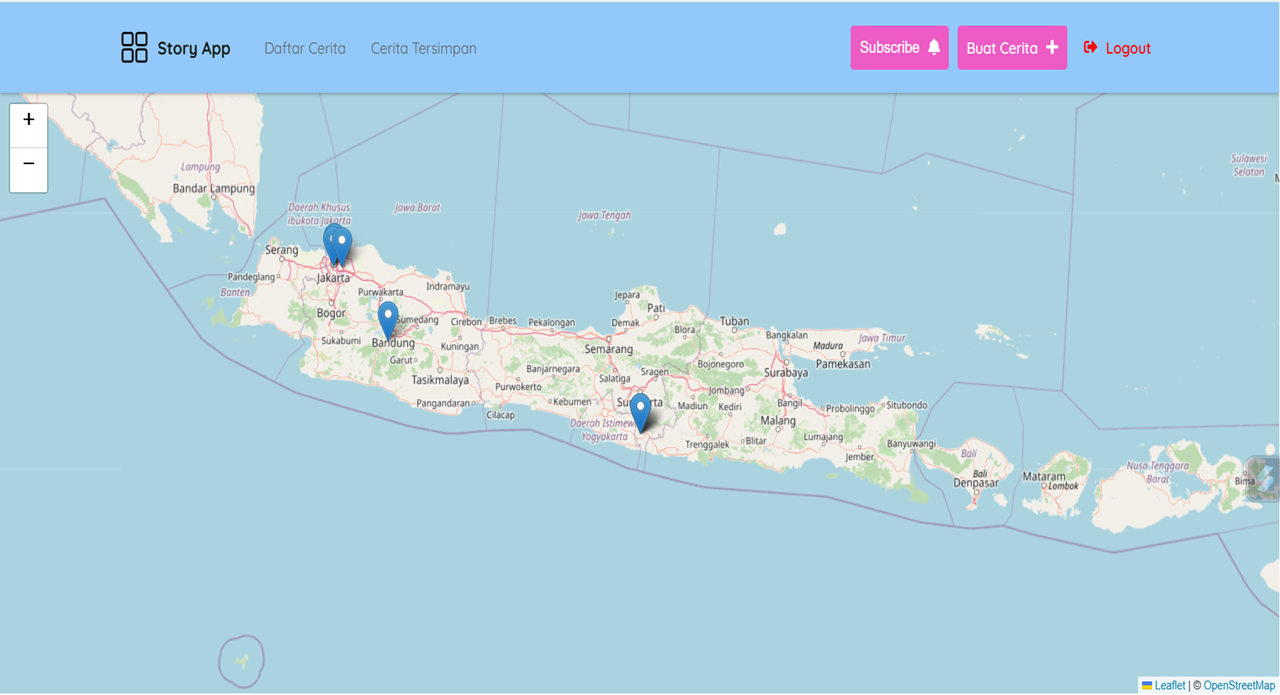 Story App
Daftar Cerita
Cerita Tersimpan
Subscribe
Buat Cerita
Logout
+
−
Lampung
Bandar Lampung
Daerah Khusus
ibukota Jakarta
Jawa Barat
Jawa Tengah
Sulawesi
Selatan
Serang
Jakarta
Pandeglang
Banten
Purwakarta
Indramayu
Bogor
Sumedang
Cirebon
Brebes
Pekalongan
Jepara
Pati
Demak
Blora
Tuban
Bangkalan
Jawa Timur
Madura
Pamekasan
Sukabumi
Bandung
Kuningan
Semarang
Garut
Banjarnegara
Salatiga
Sragen
Bojonegoro
Surabaya
Tasikmalaya
Purwokerto
Jombang
Pangandaran
Cilacap
Kebumen
Madiun
Kediri
Bangil
Probolinggo
Situbondo
Daerah Istimew
Yogyakarta
Malang
Trenggalek
Blitar
Lumajang
Jember
Banyuwangi
Bali
Bali
Denpasar
Mataram
Lombok
Nusa Tenggara
Barat
Bima
Leaflet | © OpenStreetMap